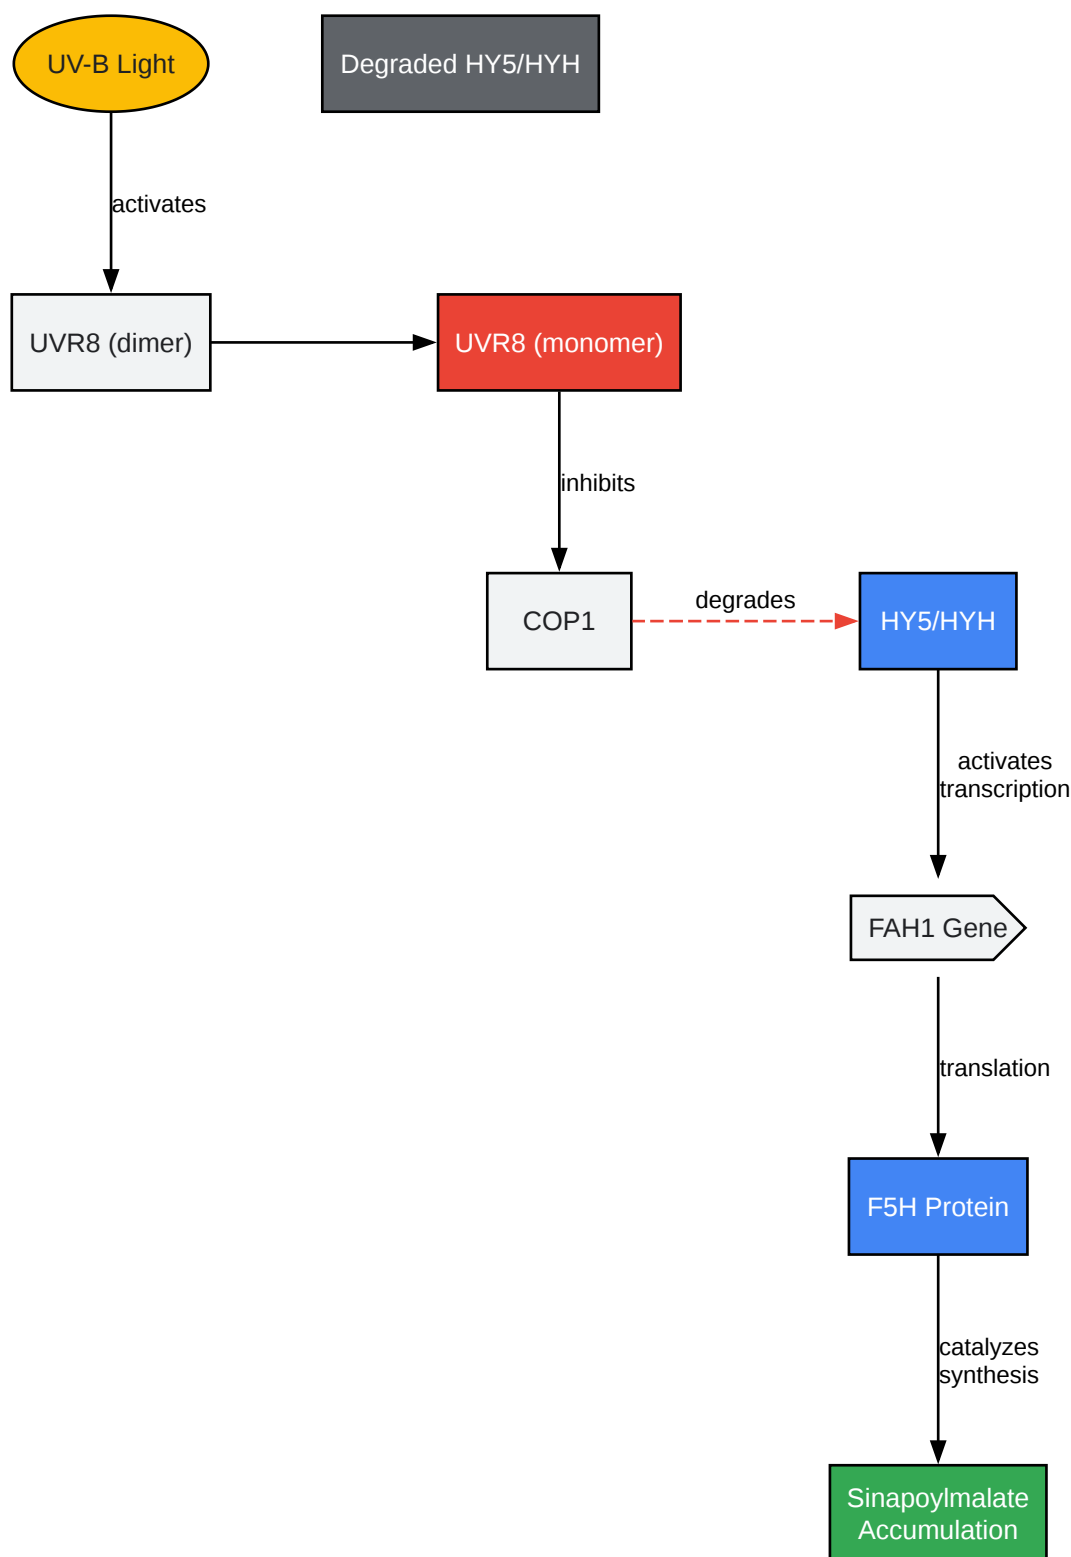 UV-B Light
Degraded HY5/HYH
activates
UVR8 (dimer)
UVR8 (monomer)
inhibits
COP1
degrades
HY5/HYH
activates
transcription
FAH1 Gene
translation
F5H Protein
catalyzes
synthesis
Sinapoylmalate
Accumulation